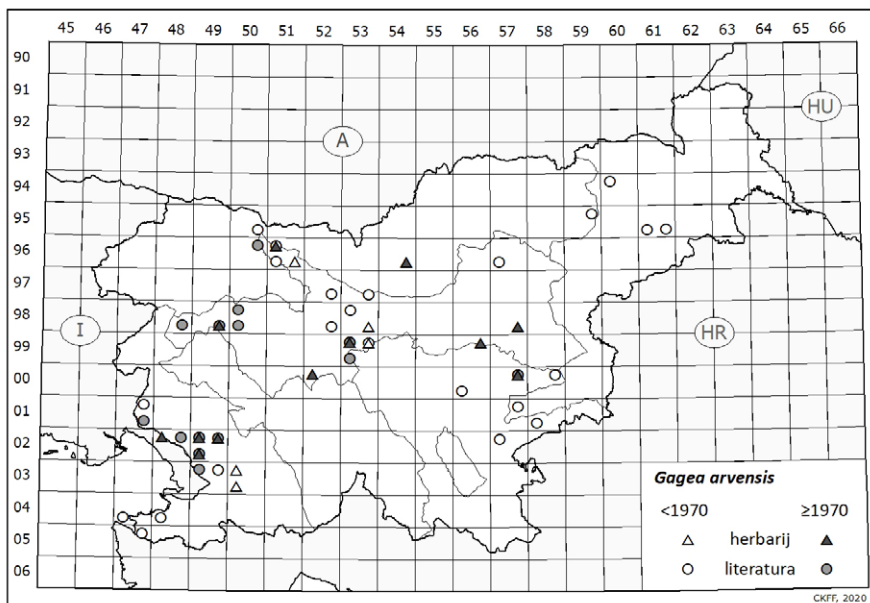 45 46 47 48 49 50 51 52 53 54 55 56 57 58 59 60 61 62 63 64 65 66
90
91
HU
92
A
93
94
95
96
97
98
I
HR
99
00
01
02
03
Gagea arvensis
<1970 ≥1970
04
herbarij
05
literatura
06
CKFF, 2020